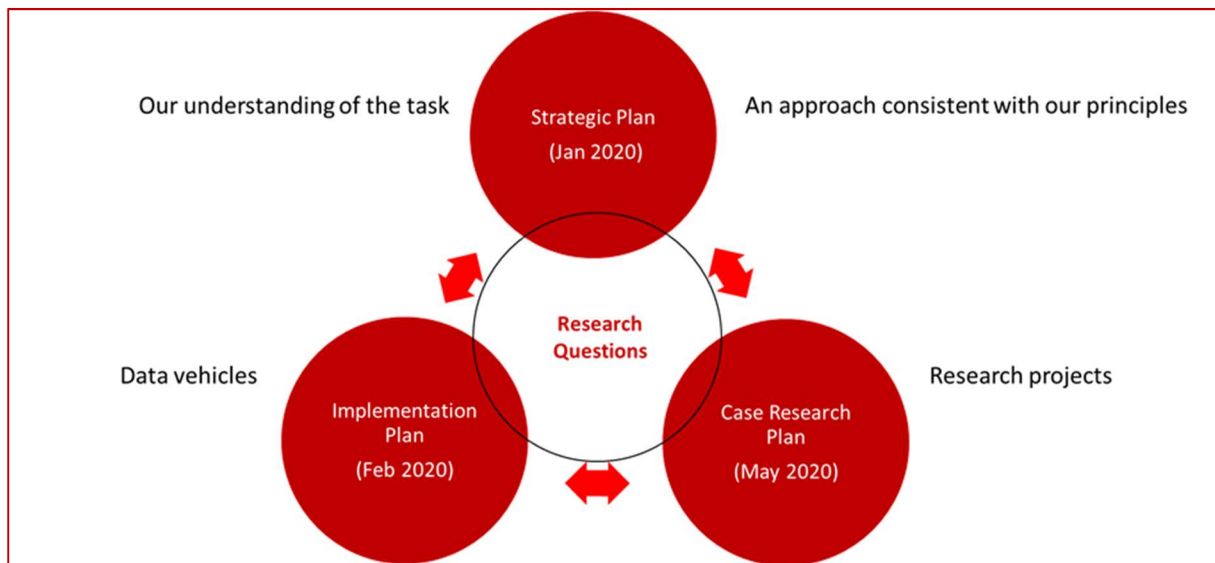 Our understanding of the task
An approach consistent with our principles
Strategic Plan
(Jan 2020)
Research
Questions
Data vehicles
Research projects
Implementation
Plan
(Feb 2020)
Case Research
Plan
(May 2020)